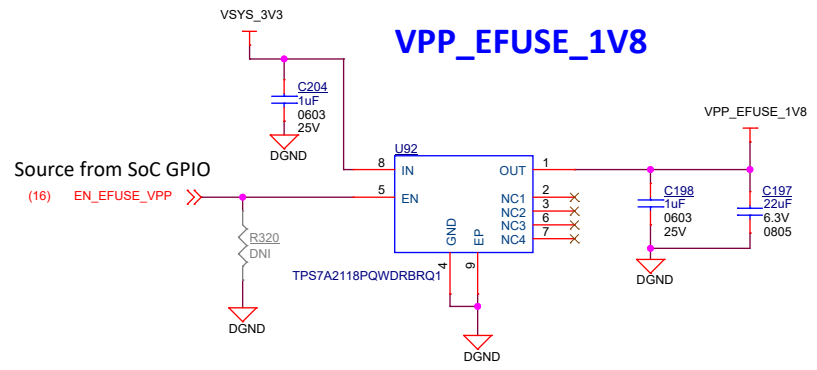 VSYS_3V3
VPP_EFUSE_1V8
C204
1uF
0603
25V
DGND
VPP_EFUSE_1V8
U92
Source from SoC GPIO
8 IN OUT 1
(16) EN_EFUSE_VPP 5 EN
NC1 2
NC2 3
NC3 6
NC4 7
GND EP
4 9
C198
1uF
0603
25V
C197
22uF
6.3V
0805
R320
DNI
TPS7A2118PQWDRBRQ1
DGND
DGND
DGND